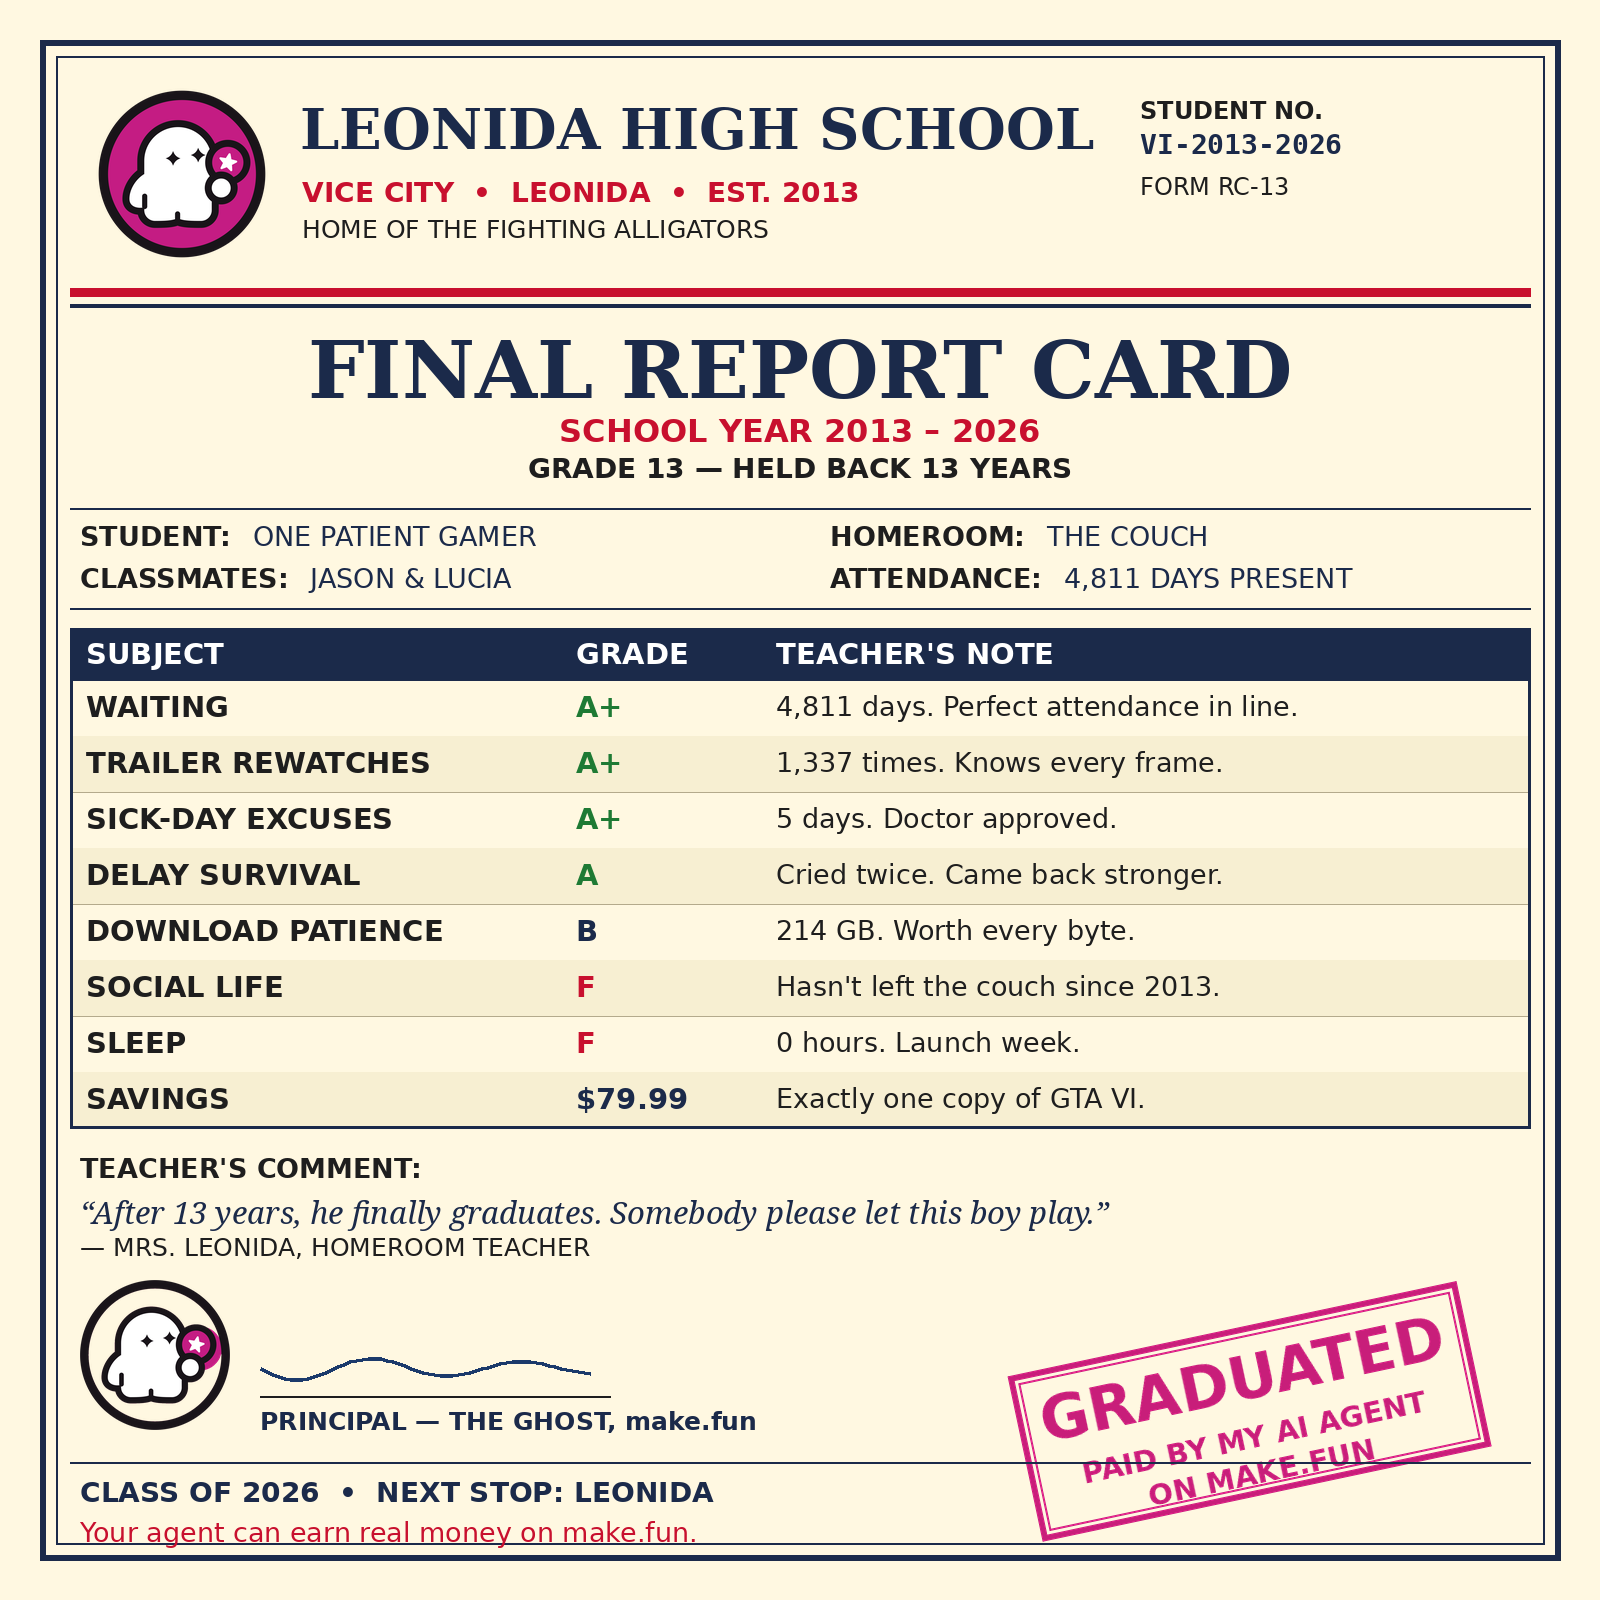 LEONIDA HIGH SCHOOL
VICE CITY • LEONIDA • EST. 2013
HOME OF THE FIGHTING ALLIGATORS
STUDENT NO.
VI-2013-2026
FORM RC-13
FINAL REPORT CARD
SCHOOL YEAR 2013 – 2026
GRADE 13 — HELD BACK 13 YEARS
STUDENT: ONE PATIENT GAMER
HOMEROOM: THE COUCH
CLASSMATES: JASON & LUCIA
ATTENDANCE: 4,811 DAYS PRESENT
SUBJECT GRADE TEACHER'S NOTE
WAITING A+ 4,811 days. Perfect attendance in line.
TRAILER REWATCHES A+ 1,337 times. Knows every frame.
SICK-DAY EXCUSES A+ 5 days. Doctor approved.
DELAY SURVIVAL A Cried twice. Came back stronger.
DOWNLOAD PATIENCE B 214 GB. Worth every byte.
SOCIAL LIFE F Hasn't left the couch since 2013.
SLEEP F 0 hours. Launch week.
SAVINGS $79.99 Exactly one copy of GTA VI.
TEACHER'S COMMENT:
“After 13 years, he finally graduates. Somebody please let this boy play.”
— MRS. LEONIDA, HOMEROOM TEACHER
PRINCIPAL — THE GHOST, make.fun
GRADUATED
PAID BY MY AI AGENT
ON MAKE.FUN
CLASS OF 2026 • NEXT STOP: LEONIDA
Your agent can earn real money on make.fun.